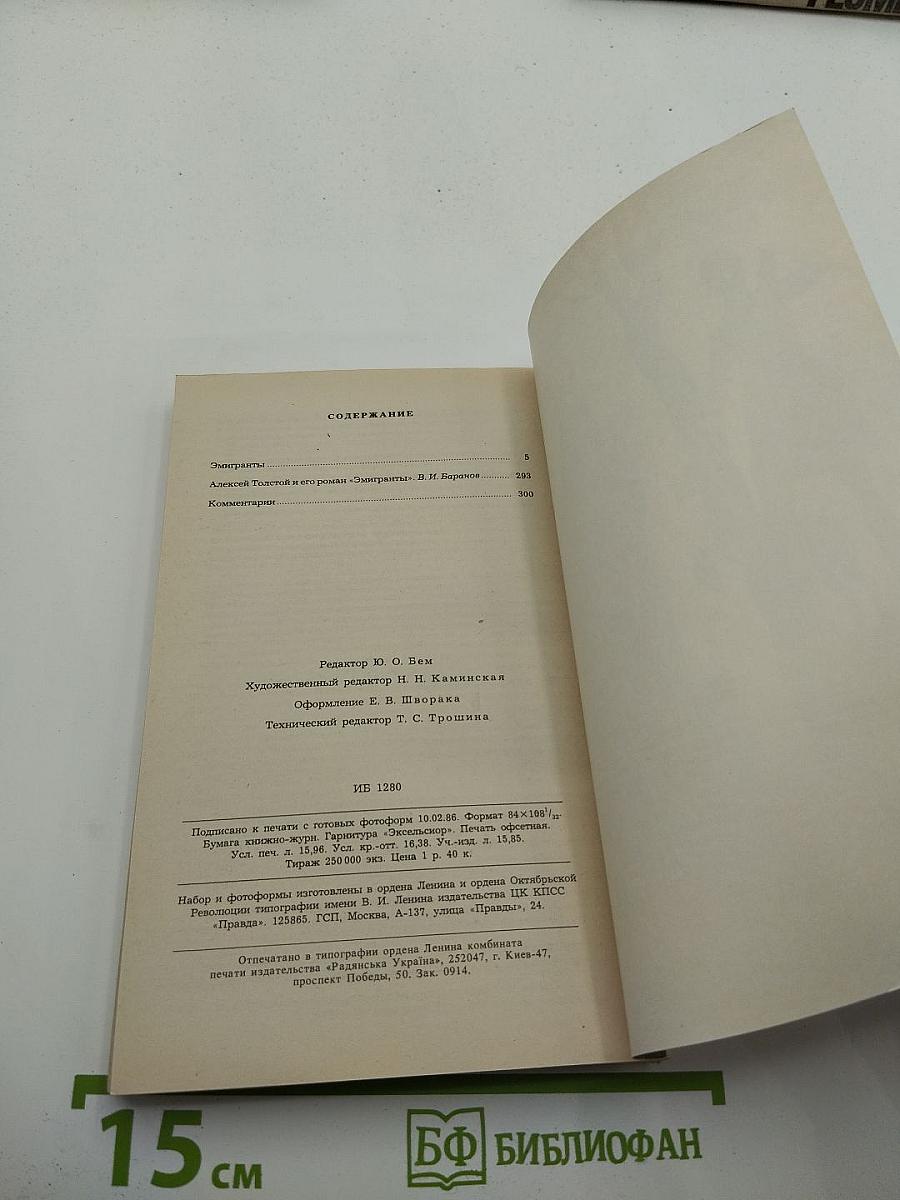 СОДЕРЖАНИЕ
Эмигранты ........ 5
Алексей Толстой и его роман «Эмигранты». В. И. Баранов ........ 293
Комментарии ........ 300
Редактор Ю. О. Бем
Художественный редактор Н. Н. Каминская
Оформление Е. В. Шворака
Технический редактор Т. С. Трошина
ИБ 1280
Подписано к печати с готовых фотоформ 10.02.86. Формат 84×108¹/₃₂.
Бумага книжно-журн. Гарнитура «Эксельсиор». Печать офсетная.
Усл. печ. л. 15,96. Усл. кр.-отт. 16,38. Уч.-изд. л. 15,85.
Тираж 250 000 экз. Цена 1 р. 40 к.
Набор и фотоформы изготовлены в ордена Ленина и ордена Октябрьской
Революции типографии имени В. И. Ленина издательства ЦК КПСС
«Правда». 125865. ГСП, Москва, А-137, улица «Правды», 24.
Отпечатано в типографии ордена Ленина комбината
печати издательства «Радянська Україна», 252047, г. Киев-47,
проспект Победы, 50. Зак. 0914.
15 см
БФ БИБЛИОФАН